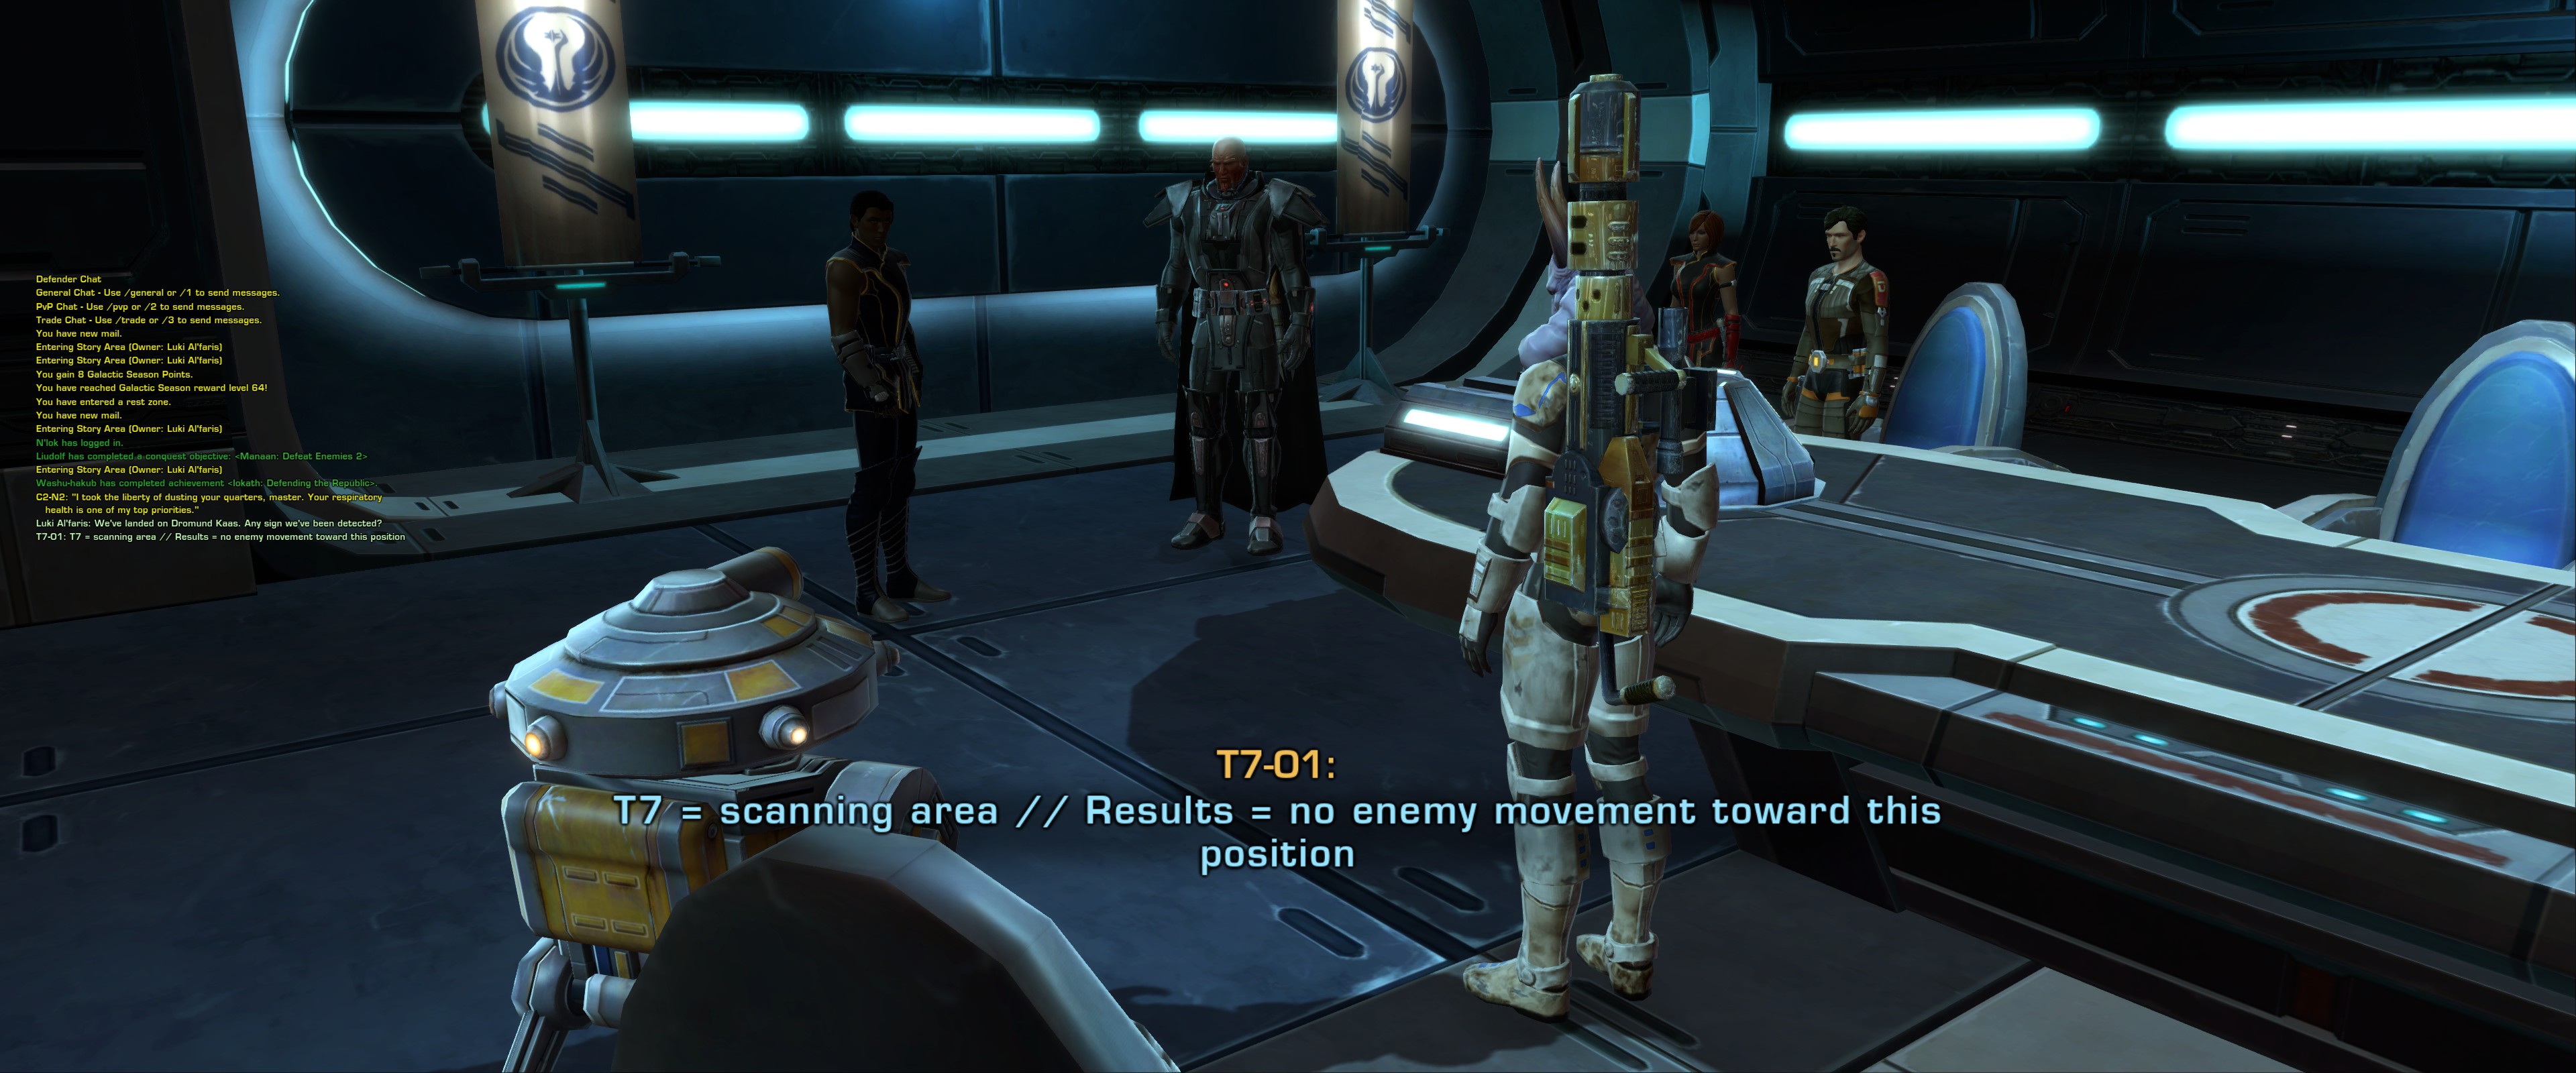 Defender Chat
General Chat - Use /general or /1 to send messages.
PvP Chat - Use /pvp or /2 to send messages.
Trade Chat - Use /trade or /3 to send messages.
You have new mail.
Entering Story Area (Owner: Luki Al'faris)
Entering Story Area (Owner: Luki Al'faris)
You gain 8 Galactic Season Points.
You have reached Galactic Season reward level 64!
You have entered a rest zone.
You have new mail.
Entering Story Area (Owner: Luki Al'faris)
N'lok has logged in.
Liudolf has completed a conquest objective: <Manaan: Defeat Enemies 2>
Entering Story Area (Owner: Luki Al'faris)
Washu-hakub has completed achievement <Iokath: Defending the Republic>.
C2-N2: "I took the liberty of dusting your quarters, master. Your respiratory
health is one of my top priorities."
Luki Al'faris: We've landed on Dromund Kaas. Any sign we've been detected?
T7-01: T7 = scanning area // Results = no enemy movement toward this position
T7-01:
T7 = scanning area // Results = no enemy movement toward this
position